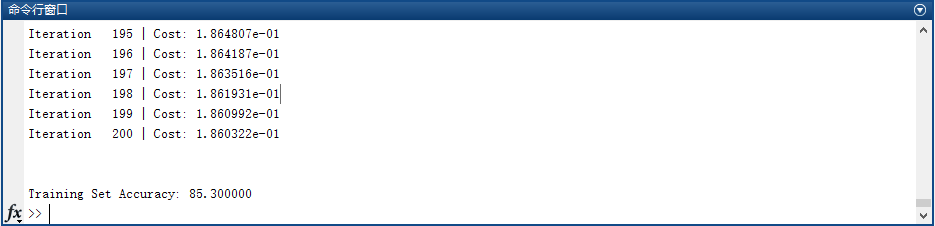 命令行窗口
Iteration   195 | Cost: 1.864807e-01
Iteration   196 | Cost: 1.864187e-01
Iteration   197 | Cost: 1.863516e-01
Iteration   198 | Cost: 1.861931e-01
Iteration   199 | Cost: 1.860992e-01
Iteration   200 | Cost: 1.860322e-01
Training Set Accuracy: 85.300000
fx >>